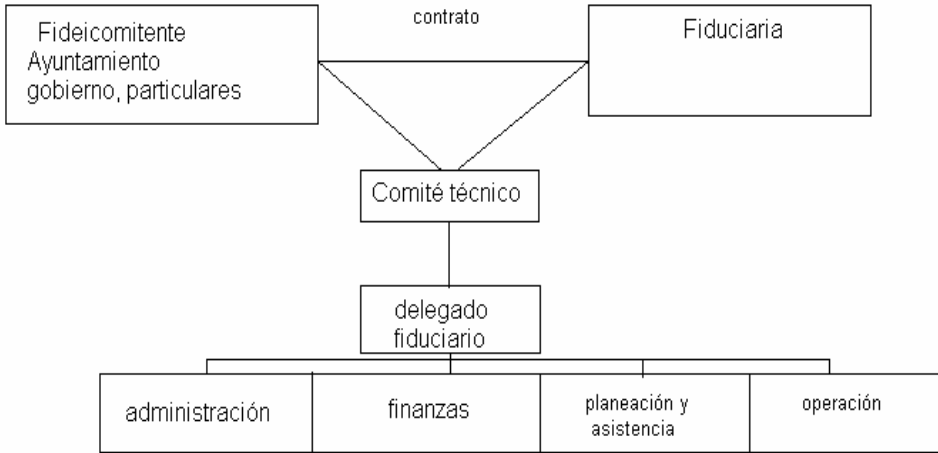 contrato
Fideicomitente
Ayuntamiento
gobierno, particulares
Fiduciaria
Comité técnico
delegado
fiduciario
administración
finanzas
planeación y
asistencia
operación